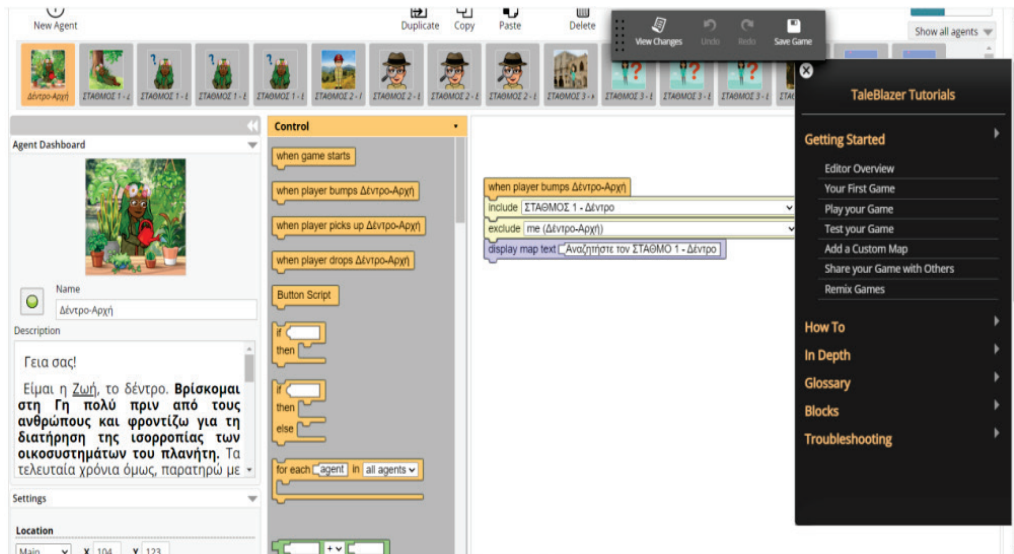 New Agent
Duplicate
Copy
Paste
Delete
View Changes
Undo
Redo
Save Game
Show all agents
Δέντρο-Αρχή
ΣΤΑΘΜΟΣ 1 - Δ
ΣΤΑΘΜΟΣ 1 - Ε
ΣΤΑΘΜΟΣ 1 - Ε
ΣΤΑΘΜΟΣ 2 - Ι
ΣΤΑΘΜΟΣ 2 - Ε
ΣΤΑΘΜΟΣ 2 - Ε
ΣΤΑΘΜΟΣ 2 - Ε
ΣΤΑΘΜΟΣ 3 - Κ
ΣΤΑΘΜΟΣ 3 - Ε
ΣΤΑΘΜΟΣ 3 - Ε
ΣΤΑΘΜΟΣ 3 - Ε
Agent Dashboard
Name
Δέντρο-Αρχή
Description
Γεια σας!
Είμαι η Ζωή, το δέντρο. Βρίσκομαι
στη Γη πολύ πριν από τους
ανθρώπους και φροντίζω για τη
διατήρηση της ισορροπίας των
οικοσυστημάτων του πλανήτη. Τα
τελευταία χρόνια όμως, παρατηρώ με
Settings
Location
Main X 104 Y 123
Control
when game starts
when player bumps Δέντρο-Αρχή
when player picks up Δέντρο-Αρχή
when player drops Δέντρο-Αρχή
Button Script
if
then
if
then
else
for each agent in all agents
+
when player bumps Δέντρο-Αρχή
include ΣΤΑΘΜΟΣ 1 - Δέντρο
exclude me (Δέντρο-Αρχή)
display map text Αναζητήστε τον ΣΤΑΘΜΟ 1 - Δέντρο
TaleBlazer Tutorials
Getting Started
Editor Overview
Your First Game
Play your Game
Test your Game
Add a Custom Map
Share your Game with Others
Remix Games
How To
In Depth
Glossary
Blocks
Troubleshooting